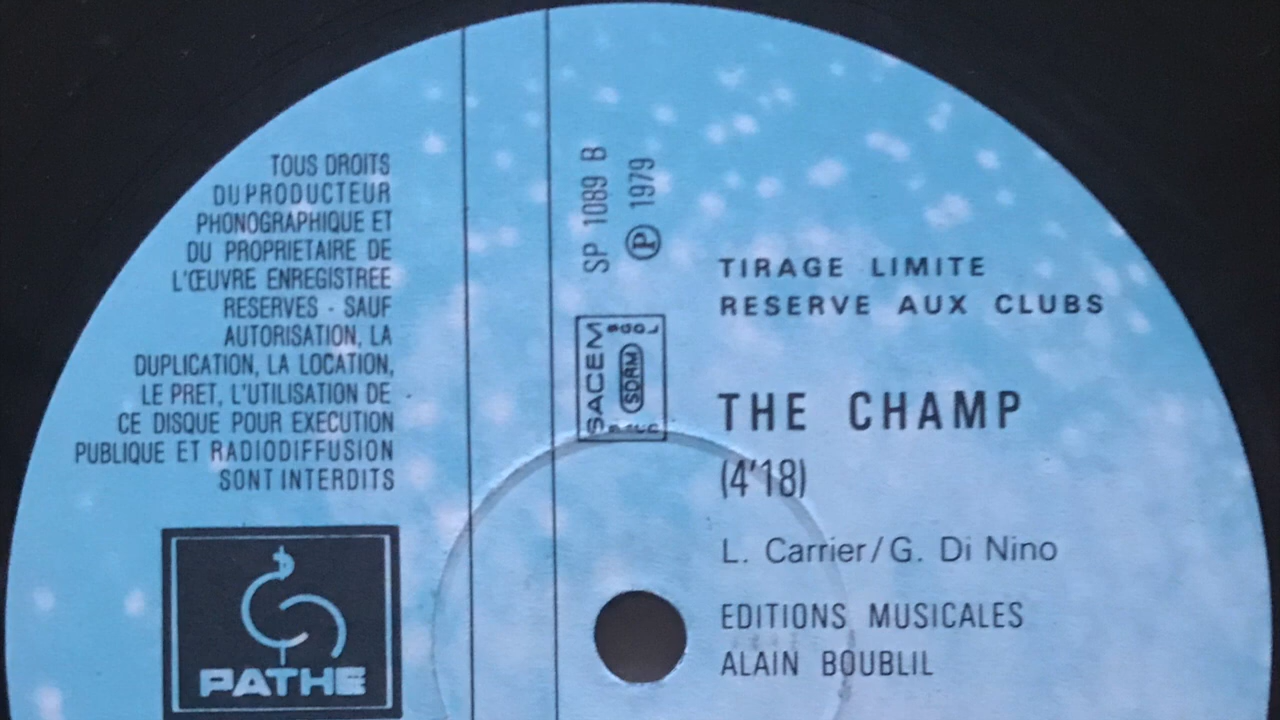 TOUS DROITS
DU PRODUCTEUR
PHONOGRAPHIQUE ET
DU PROPRIETAIRE DE
L'ŒUVRE ENREGISTREE
RESERVES - SAUF
AUTORISATION, LA
DUPLICATION, LA LOCATION,
LE PRET, L'UTILISATION DE
CE DISQUE POUR EXECUTION
PUBLIQUE ET RADIODIFFUSION
SONT INTERDITS
PATHE
SP 1089 B
Ⓟ 1979
SACEM
SDRM
TIRAGE LIMITE
RESERVE AUX CLUBS
THE CHAMP
(4'18)
L. Carrier/G. Di Nino
EDITIONS MUSICALES
ALAIN BOUBLIL